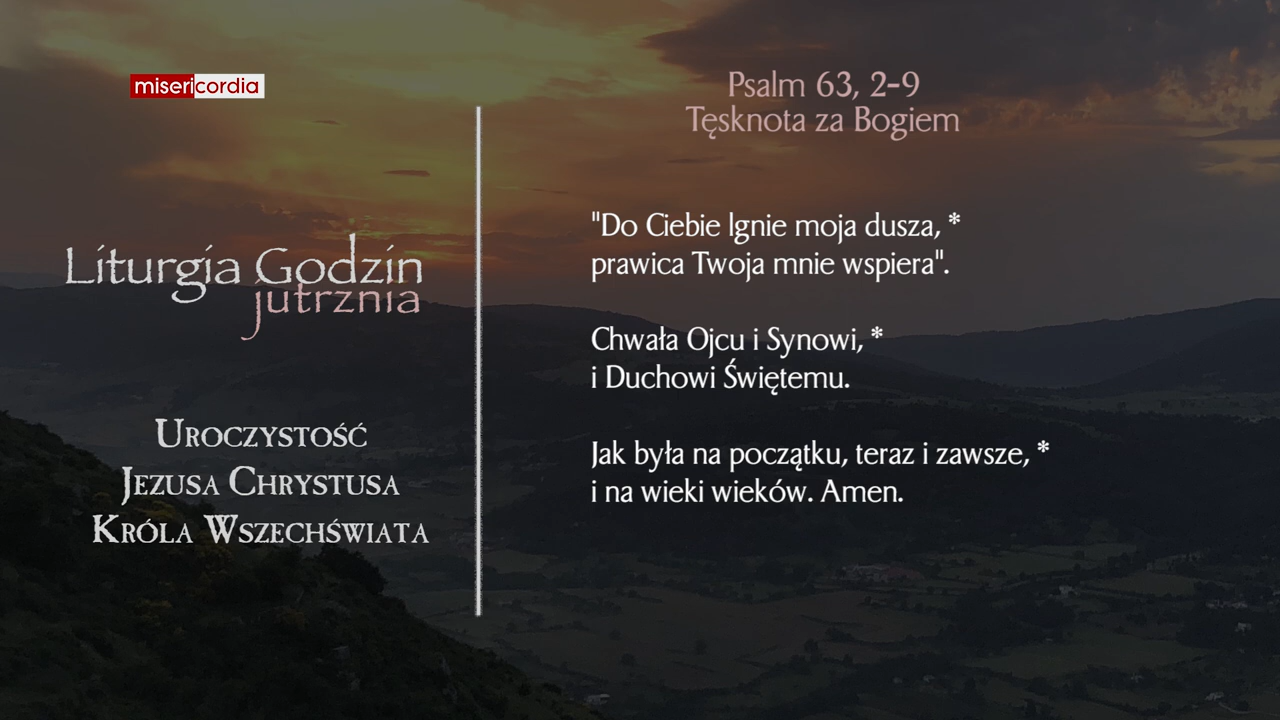 misericordia
Liturgia Godzin
jutrznia
Uroczystość
Jezusa Chrystusa
Króla Wszechświata
Psalm 63, 2-9
Tęsknota za Bogiem
"Do Ciebie lgnie moja dusza, *
prawica Twoja mnie wspiera".
Chwała Ojcu i Synowi, *
i Duchowi Świętemu.
Jak była na początku, teraz i zawsze, *
i na wieki wieków. Amen.